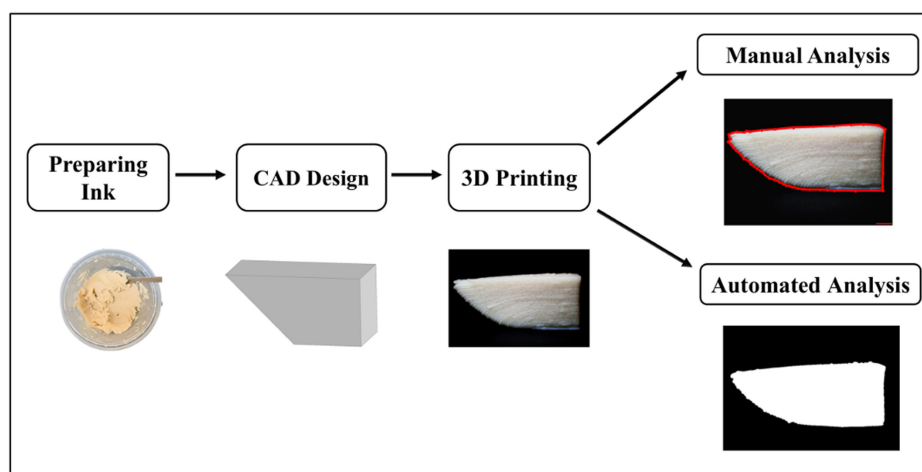 Manual Analysis
Preparing
Ink
CAD Design
3D Printing
Automated Analysis